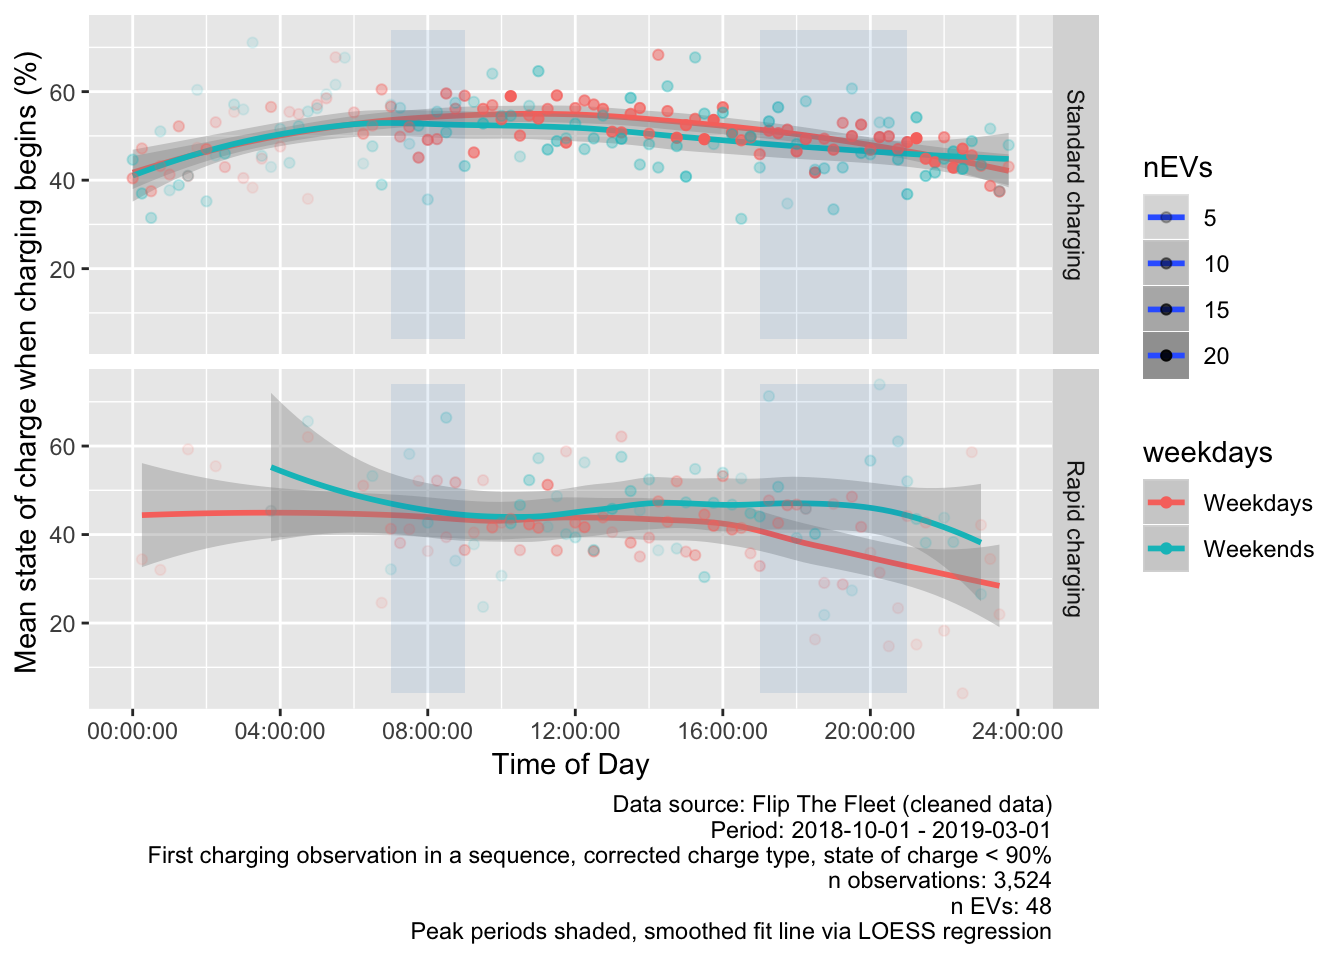 Mean state of charge when charging begins (%)
60
40
20
Standard charging
60
40
20
Rapid charging
00:00:00 04:00:00 08:00:00 12:00:00 16:00:00 20:00:00 24:00:00
Time of Day
nEVs
5
10
15
20
weekdays
Weekdays
Weekends
Data source: Flip The Fleet (cleaned data)
Period: 2018-10-01 - 2019-03-01
First charging observation in a sequence, corrected charge type, state of charge < 90%
n observations: 3,524
n EVs: 48
Peak periods shaded, smoothed fit line via LOESS regression